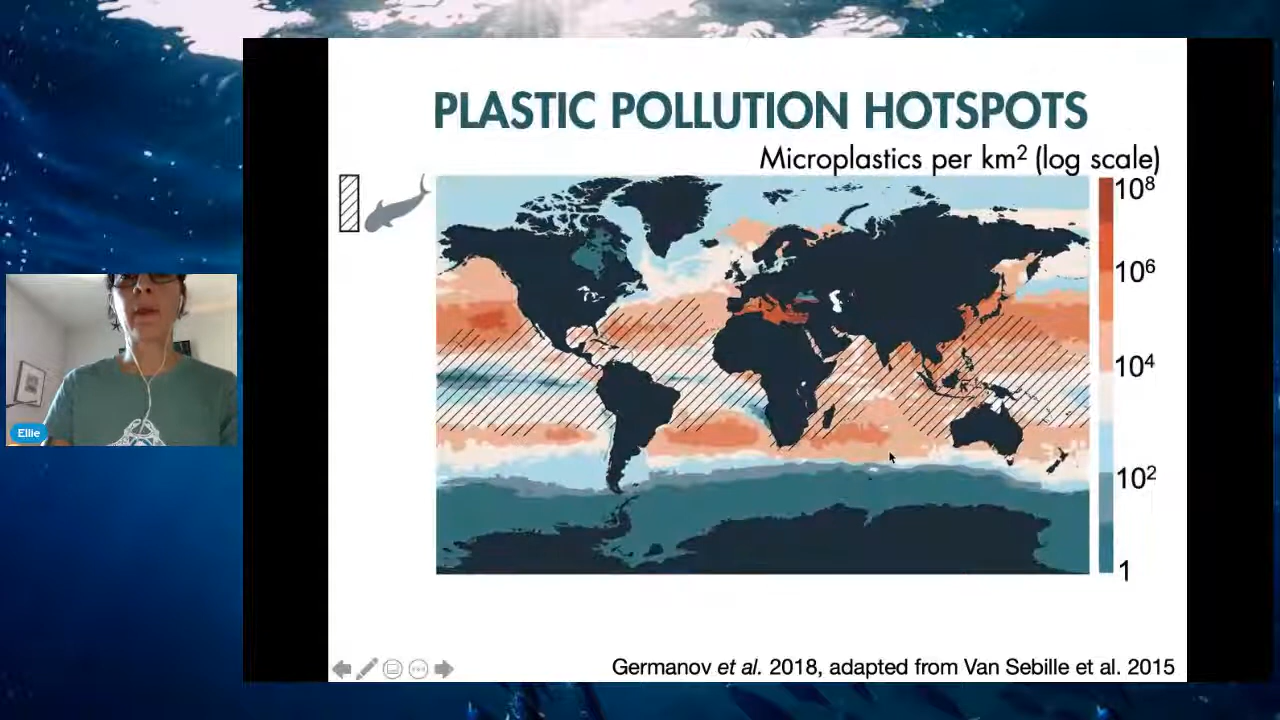 PLASTIC POLLUTION HOTSPOTS
Microplastics per km² (log scale)
10⁸
10⁶
10⁴
10²
1
Ellie
Germanov et al. 2018, adapted from Van Sebille et al. 2015